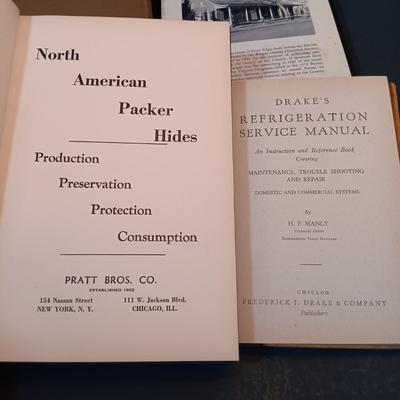 North
American
Packer
Hides
Production
Preservation
Protection
Consumption
PRATT BROS. CO.
ESTABLISHED 1902
154 Nassau Street
NEW YORK, N. Y.
111 W. Jackson Blvd.
CHICAGO, ILL.
DRAKE'S
REFRIGERATION
SERVICE MANUAL
An Instruction and Reference Book
Covering
MAINTENANCE, TROUBLE SHOOTING
AND REPAIR
DOMESTIC AND COMMERCIAL SYSTEMS
By
H. P. MANLY
CHICAGO
FREDERICK J. DRAKE & COMPANY
Publishers